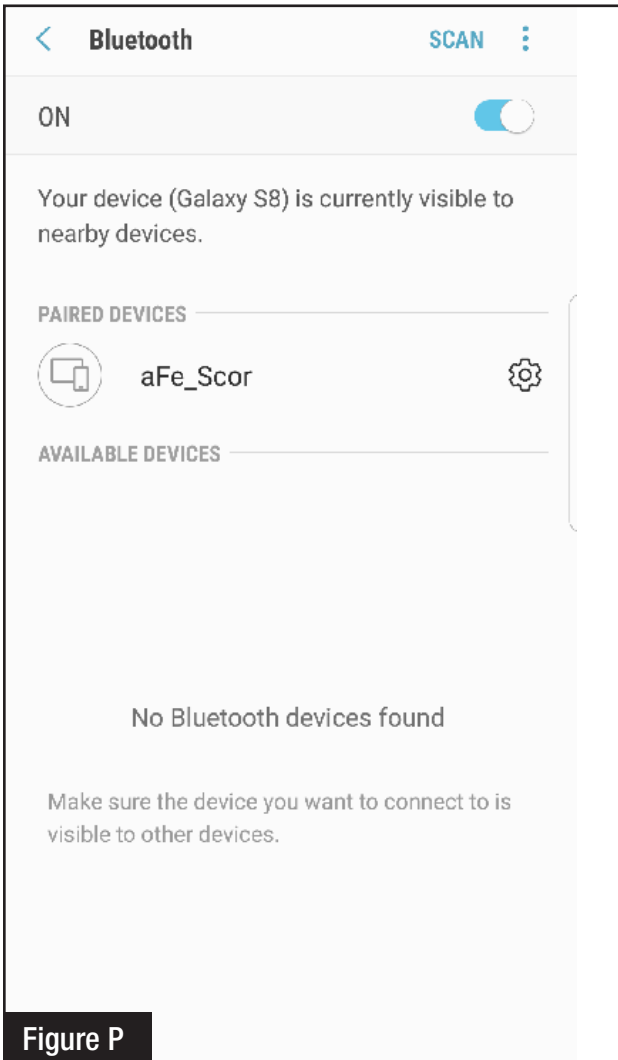 Bluetooth SCAN
ON
Your device (Galaxy S8) is currently visible to
nearby devices.
PAIRED DEVICES
aFe_Scor
AVAILABLE DEVICES
No Bluetooth devices found
Make sure the device you want to connect to is
visible to other devices.
Figure P